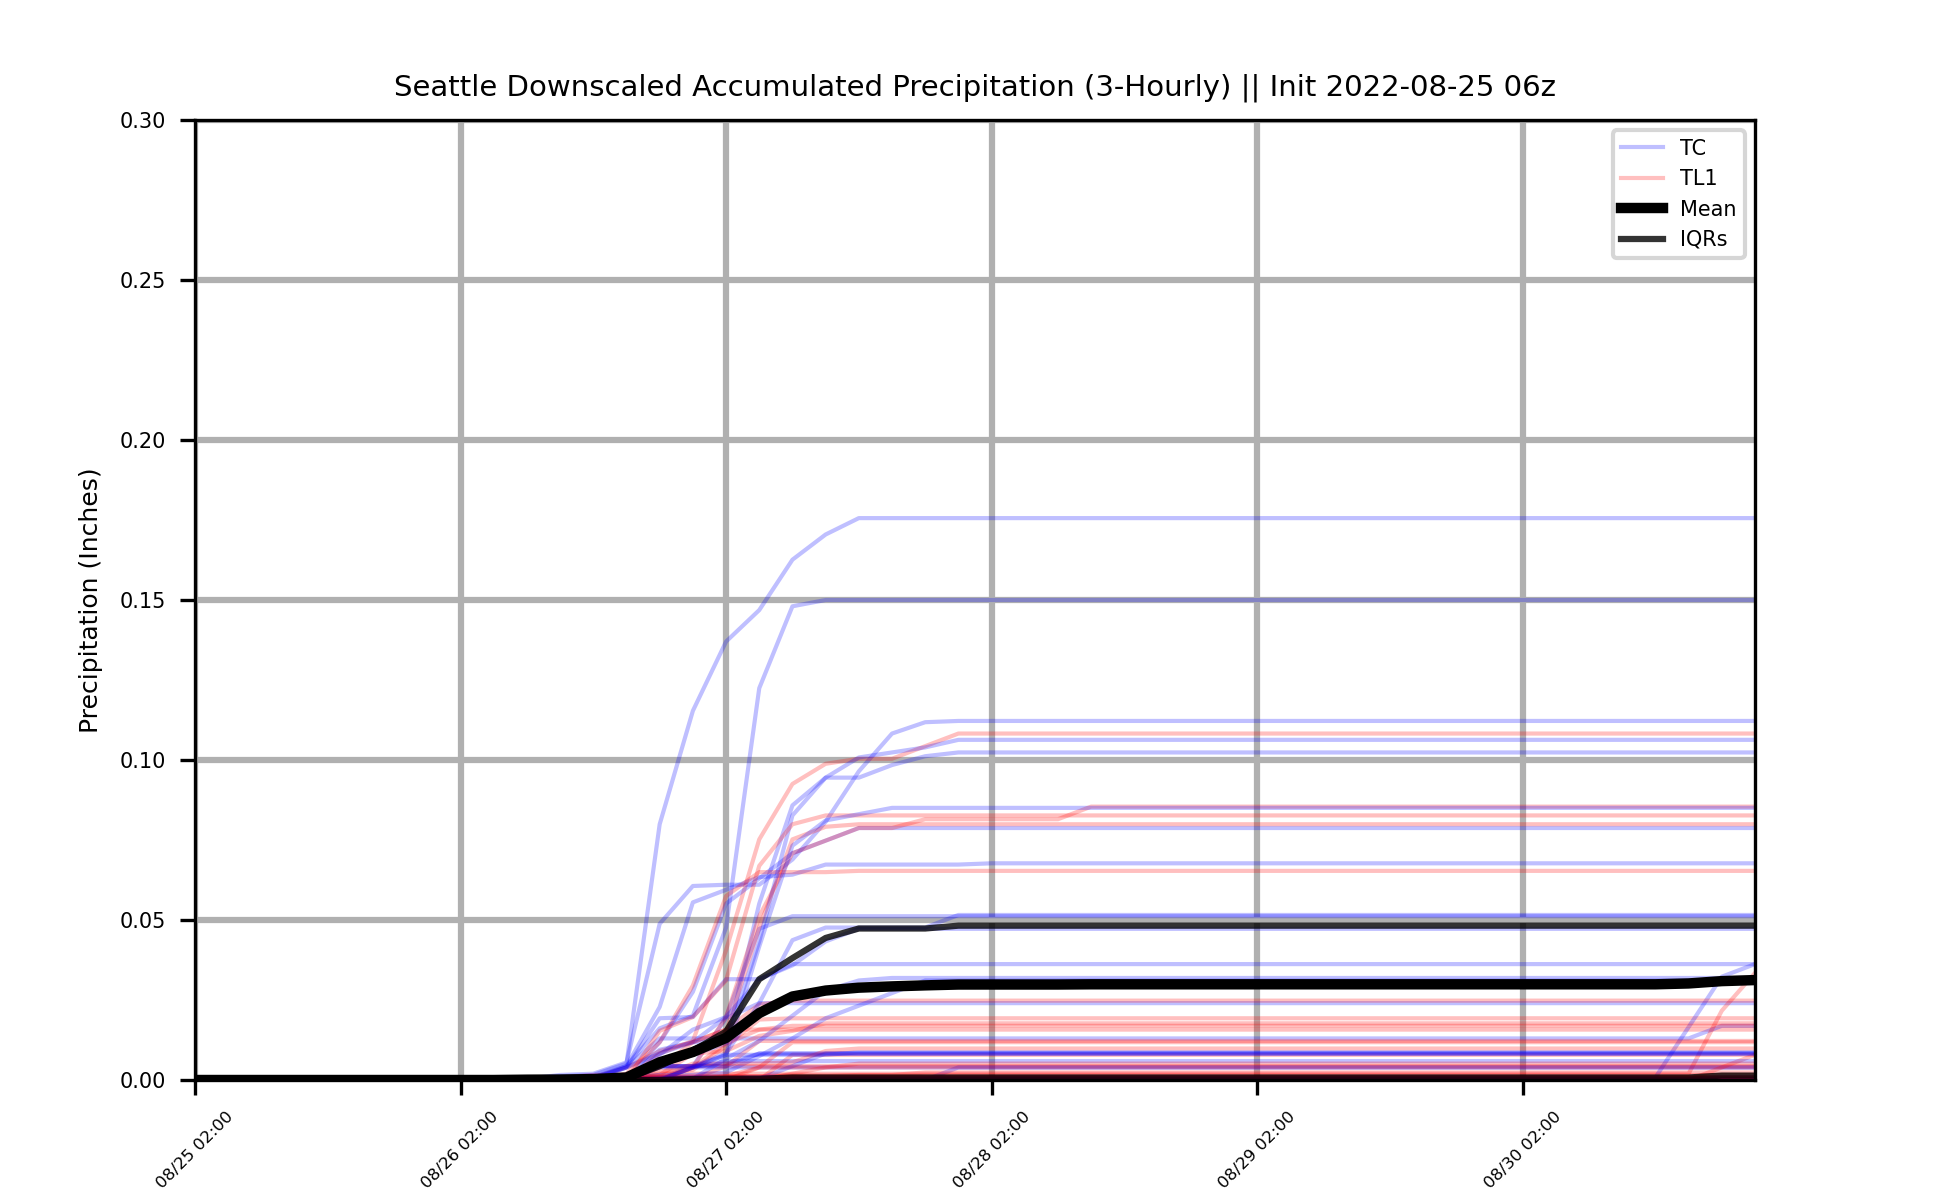 Seattle Downscaled Accumulated Precipitation (3-Hourly) || Init 2022-08-25 06z
TC
TL1
Mean
IQRs
Precipitation (Inches)
0.30
0.25
0.20
0.15
0.10
0.05
0.00
08/25 02:00
08/26 02:00
08/27 02:00
08/28 02:00
08/29 02:00
08/30 02:00